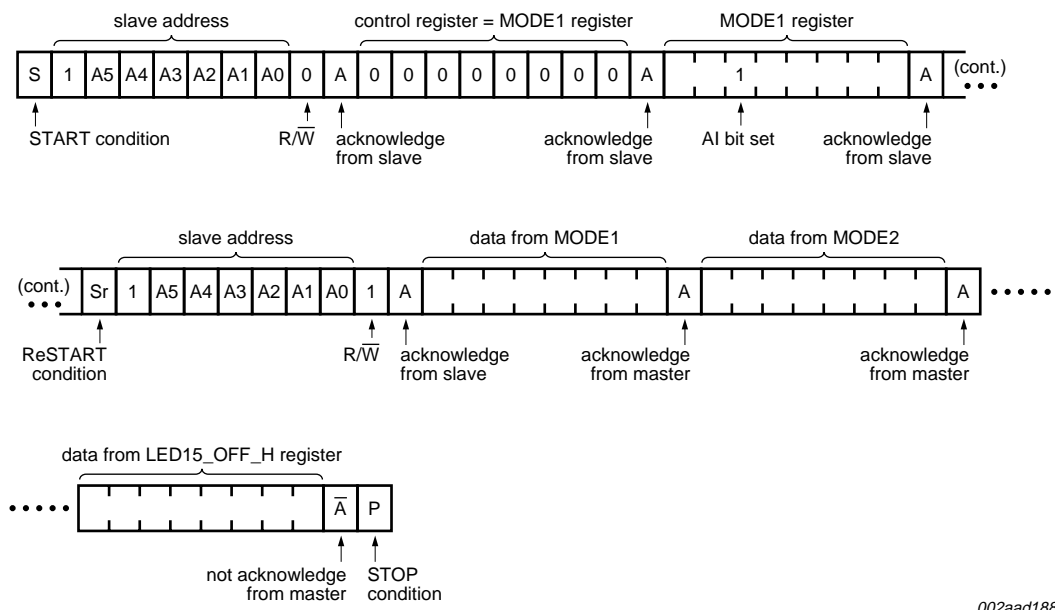 slave address control register = MODE1 register MODE1 register
S 1 A5 A4 A3 A2 A1 A0 0 A 0 0 0 0 0 0 0 0 A 1 A (cont.)
START condition R/W̅ acknowledge from slave acknowledge from slave AI bit set acknowledge from slave
slave address data from MODE1 data from MODE2
(cont.) Sr 1 A5 A4 A3 A2 A1 A0 1 A A A
ReSTART condition R/W̅ acknowledge from slave acknowledge from master acknowledge from master
data from LED15_OFF_H register
A̅ P
not acknowledge from master STOP condition
002aad188